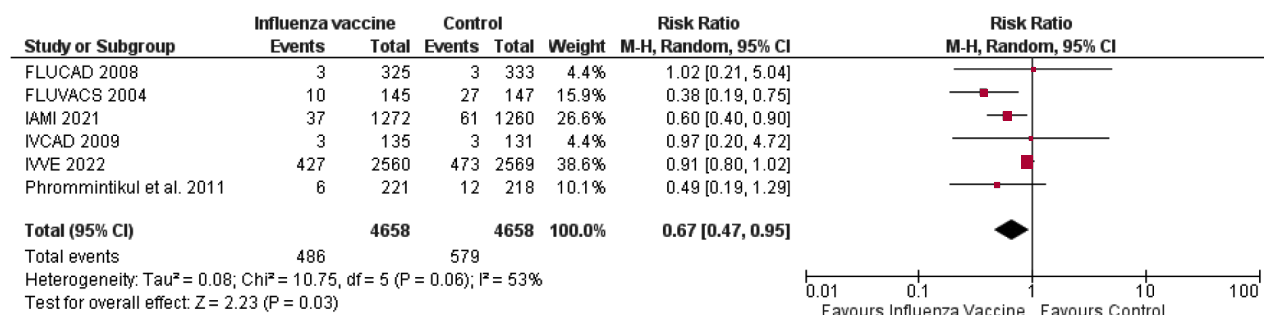 Influenza vaccine Control Risk Ratio Risk Ratio
Study or Subgroup Events Total Events Total Weight M-H, Random, 95% CI M-H, Random, 95% CI
FLUCAD 2008 3 325 3 333 4.4% 1.02 [0.21, 5.04]
FLUVACS 2004 10 145 27 147 15.9% 0.38 [0.19, 0.75]
IAMI 2021 37 1272 61 1260 26.6% 0.60 [0.40, 0.90]
IVCAD 2009 3 135 3 131 4.4% 0.97 [0.20, 4.72]
IVVE 2022 427 2560 473 2569 38.6% 0.91 [0.80, 1.02]
Phrommintikul et al. 2011 6 221 12 218 10.1% 0.49 [0.19, 1.29]
Total (95% CI) 4658 4658 100.0% 0.67 [0.47, 0.95]
Total events 486 579
Heterogeneity: Tau² = 0.08; Chi² = 10.75, df = 5 (P = 0.06); I² = 53%
Test for overall effect: Z = 2.23 (P = 0.03)
0.01 0.1 1 10 100
Favours Influenza Vaccine Favours Control